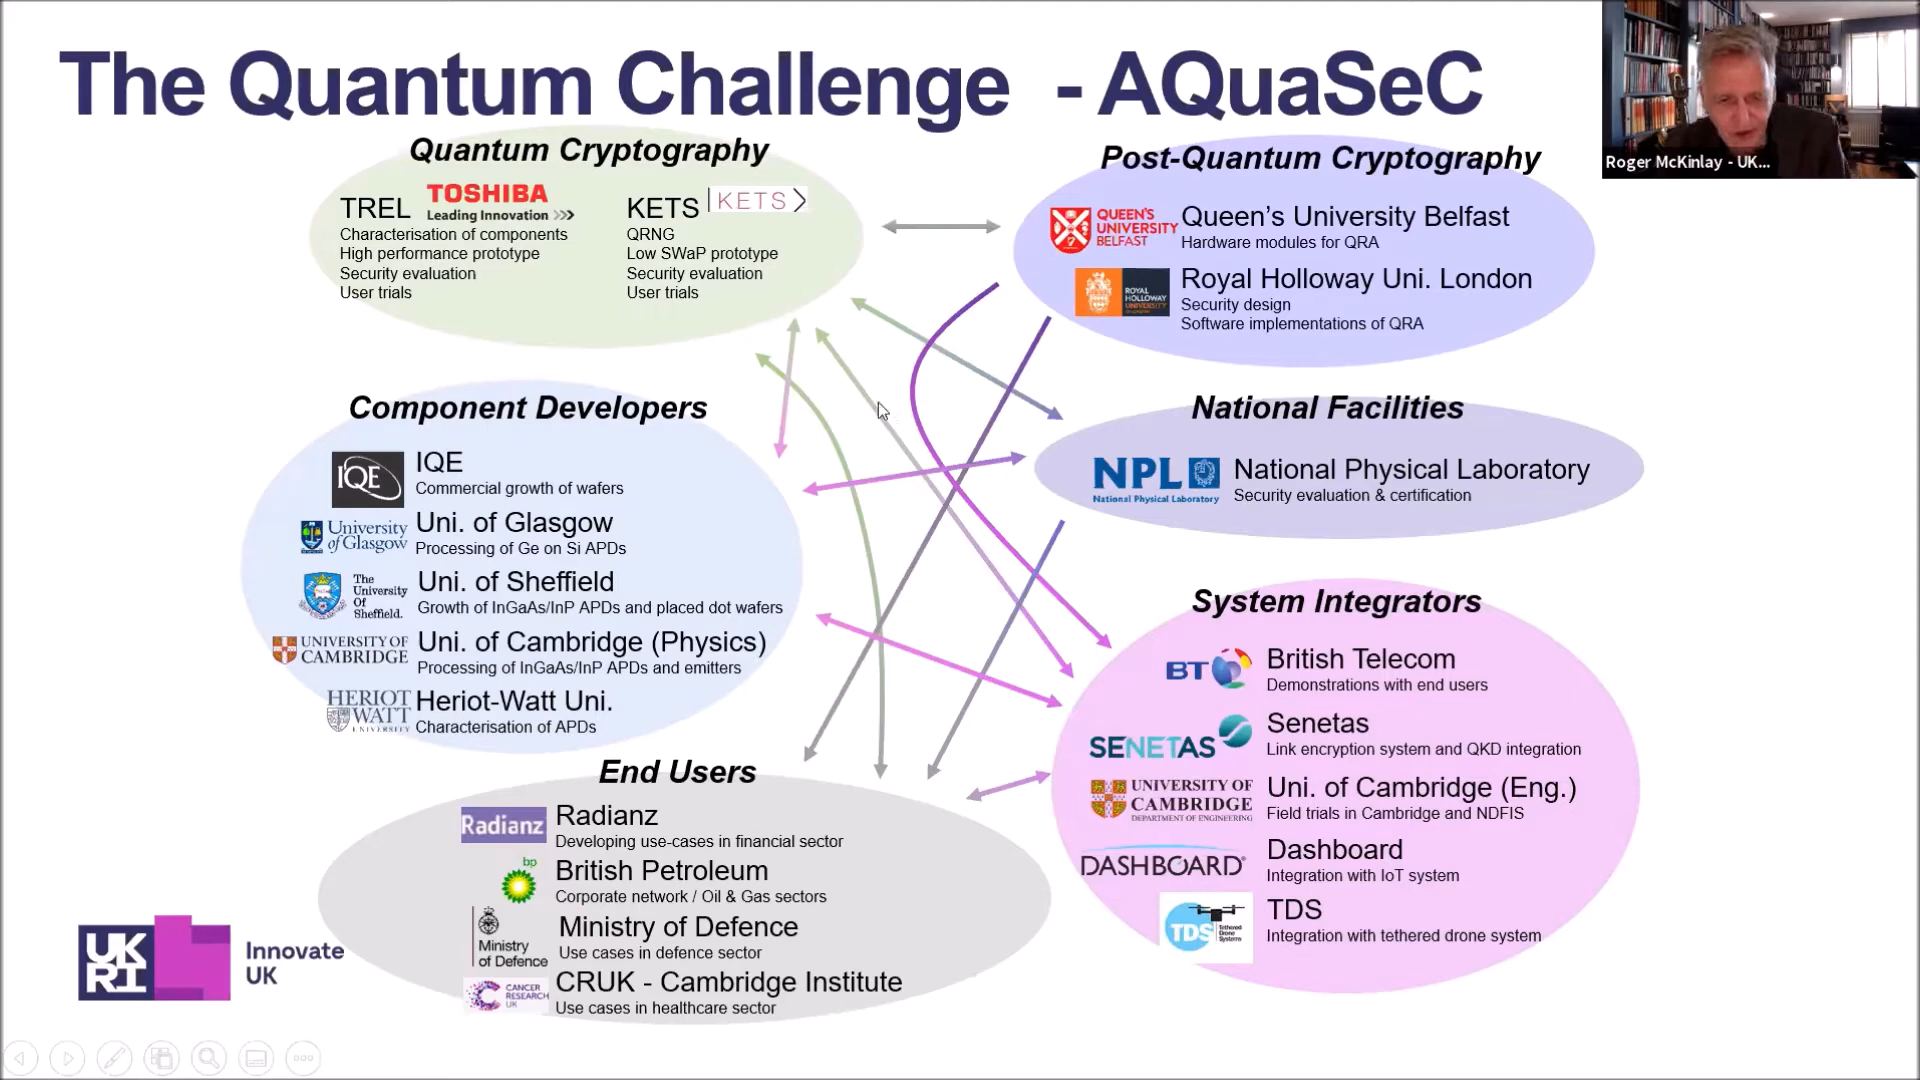 The Quantum Challenge - AQuaSeC
Roger McKinlay - UK...
Quantum Cryptography
TREL
TOSHIBA
Leading Innovation >>>
Characterisation of components
High performance prototype
Security evaluation
User trials
KETS
KETS
QRNG
Low SWaP prototype
Security evaluation
User trials
Post-Quantum Cryptography
QUEEN'S
UNIVERSITY
BELFAST
Queen's University Belfast
Hardware modules for QRA
ROYAL
HOLLOWAY
UNIVERSITY
Royal Holloway Uni. London
Security design
Software implementations of QRA
Component Developers
IQE
IQE
Commercial growth of wafers
University
of Glasgow
Uni. of Glasgow
Processing of Ge on Si APDs
The
University
Of
Sheffield.
Uni. of Sheffield
Growth of InGaAs/InP APDs and placed dot wafers
UNIVERSITY OF
CAMBRIDGE
Uni. of Cambridge (Physics)
Processing of InGaAs/InP APDs and emitters
HERIOT
WATT
UNIVERSITY
Heriot-Watt Uni.
Characterisation of APDs
National Facilities
NPL
National Physical Laboratory
National Physical Laboratory
Security evaluation & certification
System Integrators
BT
British Telecom
Demonstrations with end users
SENETAS
Senetas
Link encryption system and QKD integration
UNIVERSITY OF
CAMBRIDGE
DEPARTMENT OF ENGINEERING
Uni. of Cambridge (Eng.)
Field trials in Cambridge and NDFIS
DASHBOARD
Dashboard
Integration with IoT system
TDS
Tethered
Drone
Systems
TDS
Integration with tethered drone system
End Users
Radianz
Radianz
Developing use-cases in financial sector
bp
British Petroleum
Corporate network / Oil & Gas sectors
Ministry
of Defence
Ministry of Defence
Use cases in defence sector
CANCER
RESEARCH
UK
CRUK - Cambridge Institute
Use cases in healthcare sector
UK
RI
Innovate
UK